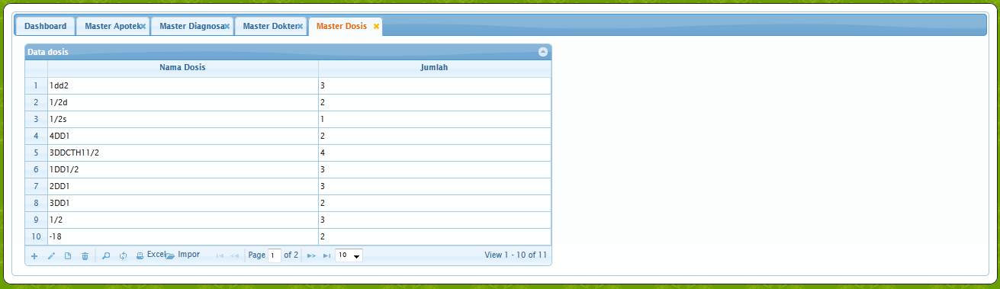 Dashboard Master Apotek Master Diagnosa Master Dokter Master Dosis
Data dosis
Nama Dosis Jumlah
1 1dd2 3
2 1/2d 2
3 1/2s 1
4 4DD1 2
5 3DDCTH11/2 4
6 1DD1/2 3
7 2DD1 3
8 3DD1 2
9 1/2 3
10 -18 2
Excel Impor Page 1 of 2 10 View 1 - 10 of 11